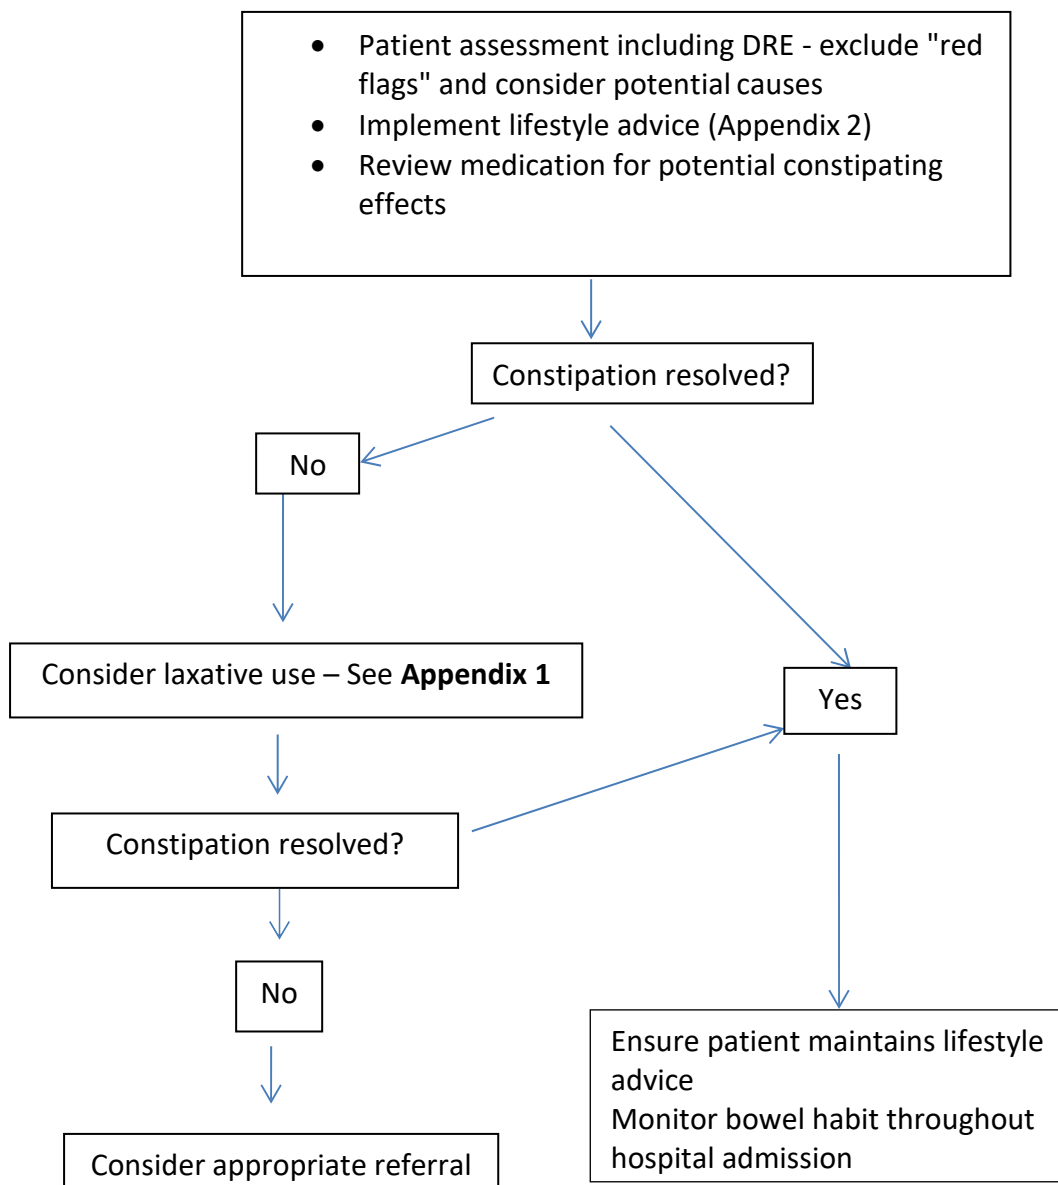 • Patient assessment including DRE - exclude "red
flags" and consider potential causes
• Implement lifestyle advice (Appendix 2)
• Review medication for potential constipating
effects
Constipation resolved?
No
Consider laxative use – See Appendix 1
Yes
Constipation resolved?
No
Ensure patient maintains lifestyle
advice
Monitor bowel habit throughout
hospital admission
Consider appropriate referral